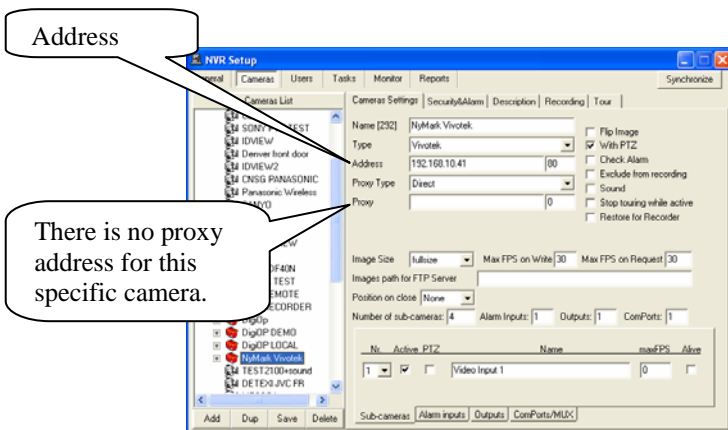 Address
NVR Setup
Cameras Users Tasks Monitor Reports Synchronize
Cameras List
SONY TEST
IDVIEW
Denver front door
IDVIEW2
CNSG PANASONIC
Panasonic Wireless
There is no proxy
address for this
specific camera.
DF40N
TEST
DigiOp
DigiOP DEMO
DigiOP LOCAL
NyMark Vivotek
TEST2100+sound
DETEXI JVC FR
Add Dup Save Delete
Cameras Settings Security&Alarm Description Recording Tour
Name [292] NyMark Vivotek
Type Vivotek
Address 192.168.10.41 80
Proxy Type Direct
Proxy 0
Flip Image
With PTZ
Check Alarm
Exclude from recording
Sound
Stop touring while active
Restore for Recorder
Image Size fullsize Max FPS on Write 30 Max FPS on Request 30
Images path for FTP Server
Position on close None
Number of sub-cameras: 4 Alarm Inputs: 1 Outputs: 1 ComPorts: 1
Nr. Active PTZ Name maxFPS Alive
1 Video Input 1 0
Sub-cameras Alarm inputs Outputs ComPorts/MUX